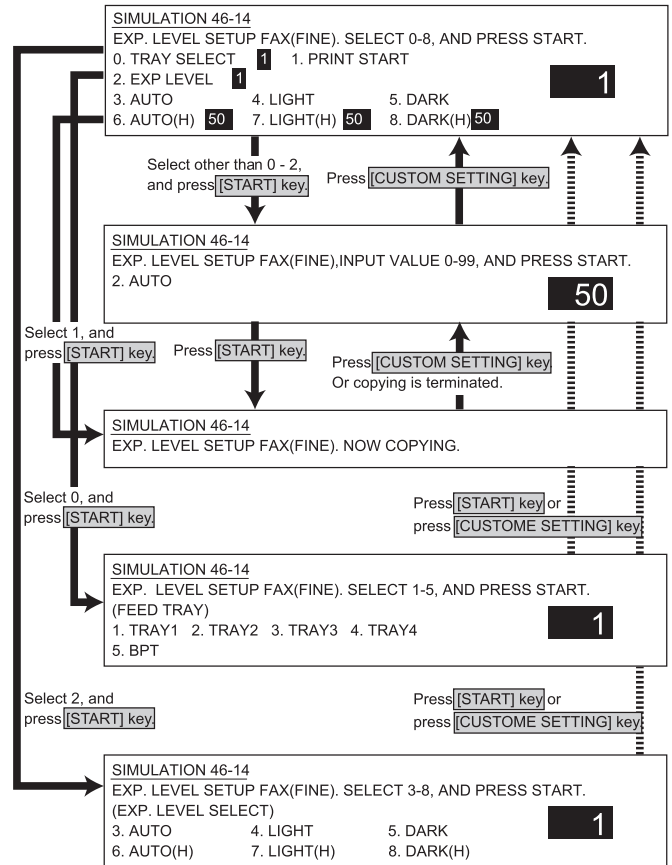 SIMULATION 46-14
EXP. LEVEL SETUP FAX(FINE). SELECT 0-8, AND PRESS START.
0. TRAY SELECT 1 1. PRINT START
2. EXP LEVEL 1
1
3. AUTO 4. LIGHT 5. DARK
6. AUTO(H) 50 7. LIGHT(H) 50 8. DARK(H) 50
Select other than 0 - 2,
and press [START] key.
Press [CUSTOM SETTING] key.
SIMULATION 46-14
EXP. LEVEL SETUP FAX(FINE),INPUT VALUE 0-99, AND PRESS START.
2. AUTO
50
Select 1, and
press [START] key.
Press [START] key.
Press [CUSTOM SETTING] key.
Or copying is terminated.
SIMULATION 46-14
EXP. LEVEL SETUP FAX(FINE). NOW COPYING.
Select 0, and
press [START] key.
Press [START] key or
press [CUSTOME SETTING] key.
SIMULATION 46-14
EXP. LEVEL SETUP FAX(FINE). SELECT 1-5, AND PRESS START.
(FEED TRAY)
1. TRAY1 2. TRAY2 3. TRAY3 4. TRAY4
5. BPT
1
Select 2, and
press [START] key.
Press [START] key or
press [CUSTOME SETTING] key.
SIMULATION 46-14
EXP. LEVEL SETUP FAX(FINE). SELECT 3-8, AND PRESS START.
(EXP. LEVEL SELECT)
1
3. AUTO 4. LIGHT 5. DARK
6. AUTO(H) 7. LIGHT(H) 8. DARK(H)